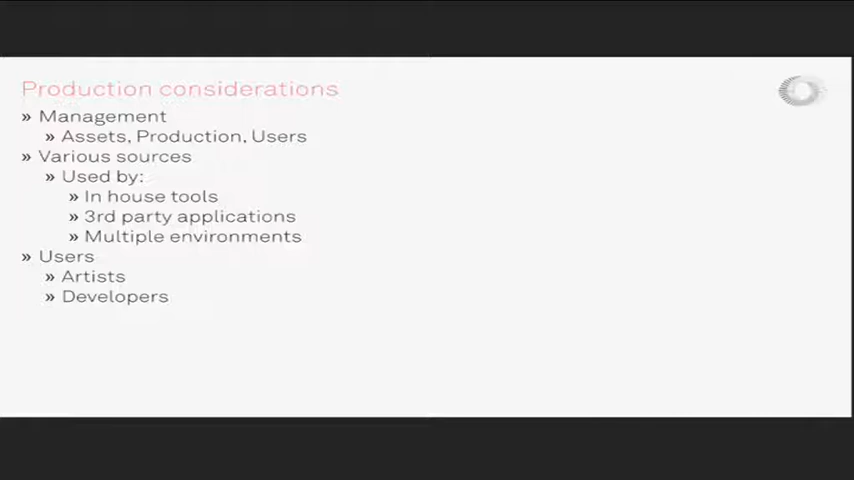 Production considerations
» Management
» Assets, Production, Users
» Various sources
» Used by:
» In house tools
» 3rd party applications
» Multiple environments
» Users
» Artists
» Developers